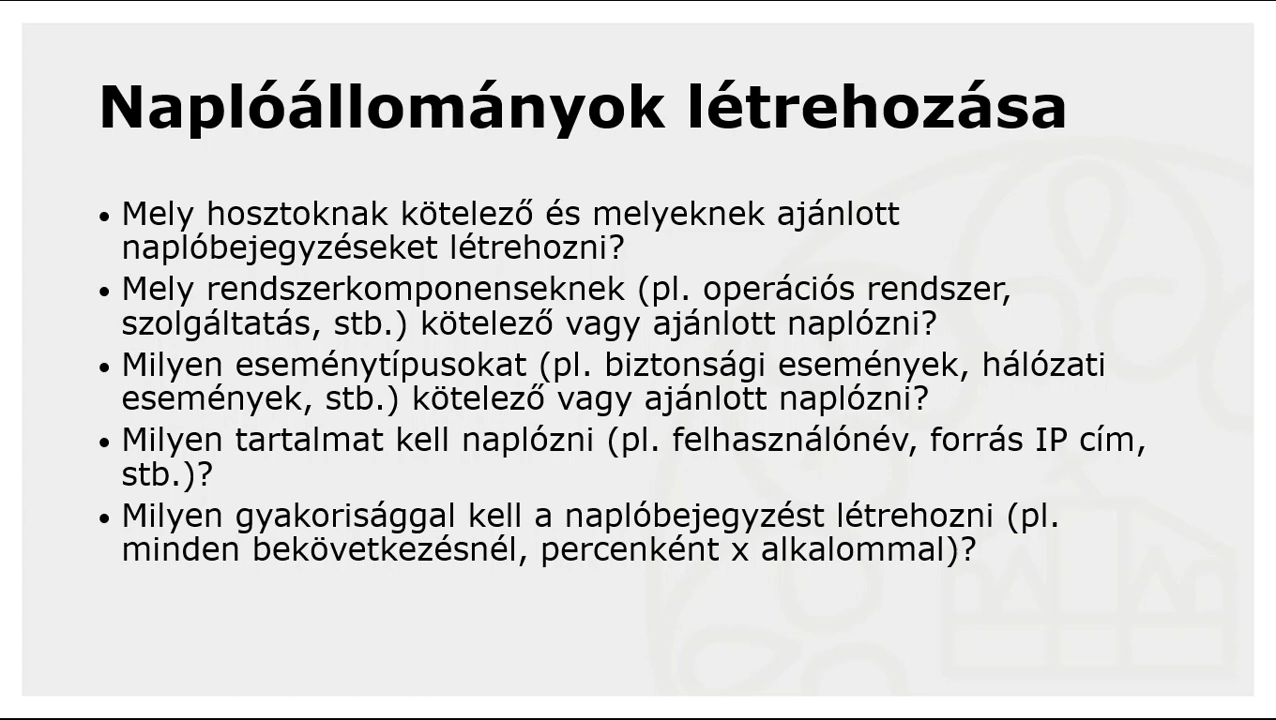 Naplóállományok létrehozása
• Mely hosztoknak kötelező és melyeknek ajánlott
naplóbejegyzéseket létrehozni?
• Mely rendszerkomponenseknek (pl. operációs rendszer,
szolgáltatás, stb.) kötelező vagy ajánlott naplózni?
• Milyen eseménytípusokat (pl. biztonsági események, hálózati
események, stb.) kötelező vagy ajánlott naplózni?
• Milyen tartalmat kell naplózni (pl. felhasználónév, forrás IP cím,
stb.)?
• Milyen gyakorisággal kell a naplóbejegyzést létrehozni (pl.
minden bekövetkezésnél, percenként x alkalommal)?